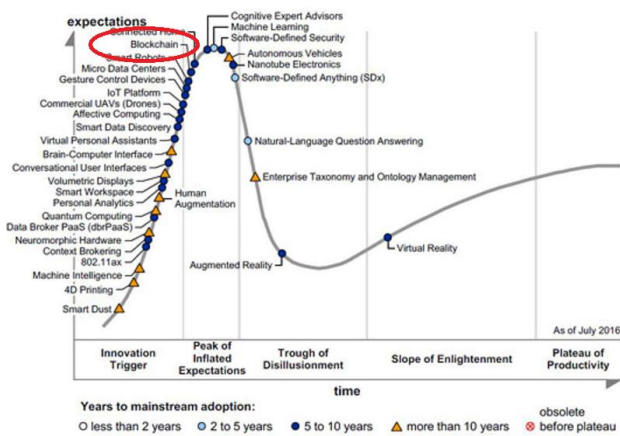 expectations
Connected Home
Blockchain
Smart Robots
Micro Data Centers
Gesture Control Devices
IoT Platform
Commercial UAVs (Drones)
Affective Computing
Smart Data Discovery
Virtual Personal Assistants
Brain-Computer Interface
Conversational User Interfaces
Volumetric Displays
Smart Workspace
Personal Analytics
Quantum Computing
Data Broker PaaS (dbrPaaS)
Neuromorphic Hardware
Context Brokering
802.11ax
Machine Intelligence
4D Printing
Smart Dust
Human
Augmentation
Cognitive Expert Advisors
Machine Learning
Software-Defined Security
Autonomous Vehicles
Nanotube Electronics
Software-Defined Anything (SDx)
Natural-Language Question Answering
Enterprise Taxonomy and Ontology Management
Augmented Reality
Virtual Reality
As of July 2016
Innovation
Trigger
Peak of
Inflated
Expectations
Trough of
Disillusionment
Slope of Enlightenment
Plateau of
Productivity
time
Years to mainstream adoption:
less than 2 years
2 to 5 years
5 to 10 years
more than 10 years
obsolete
before plateau